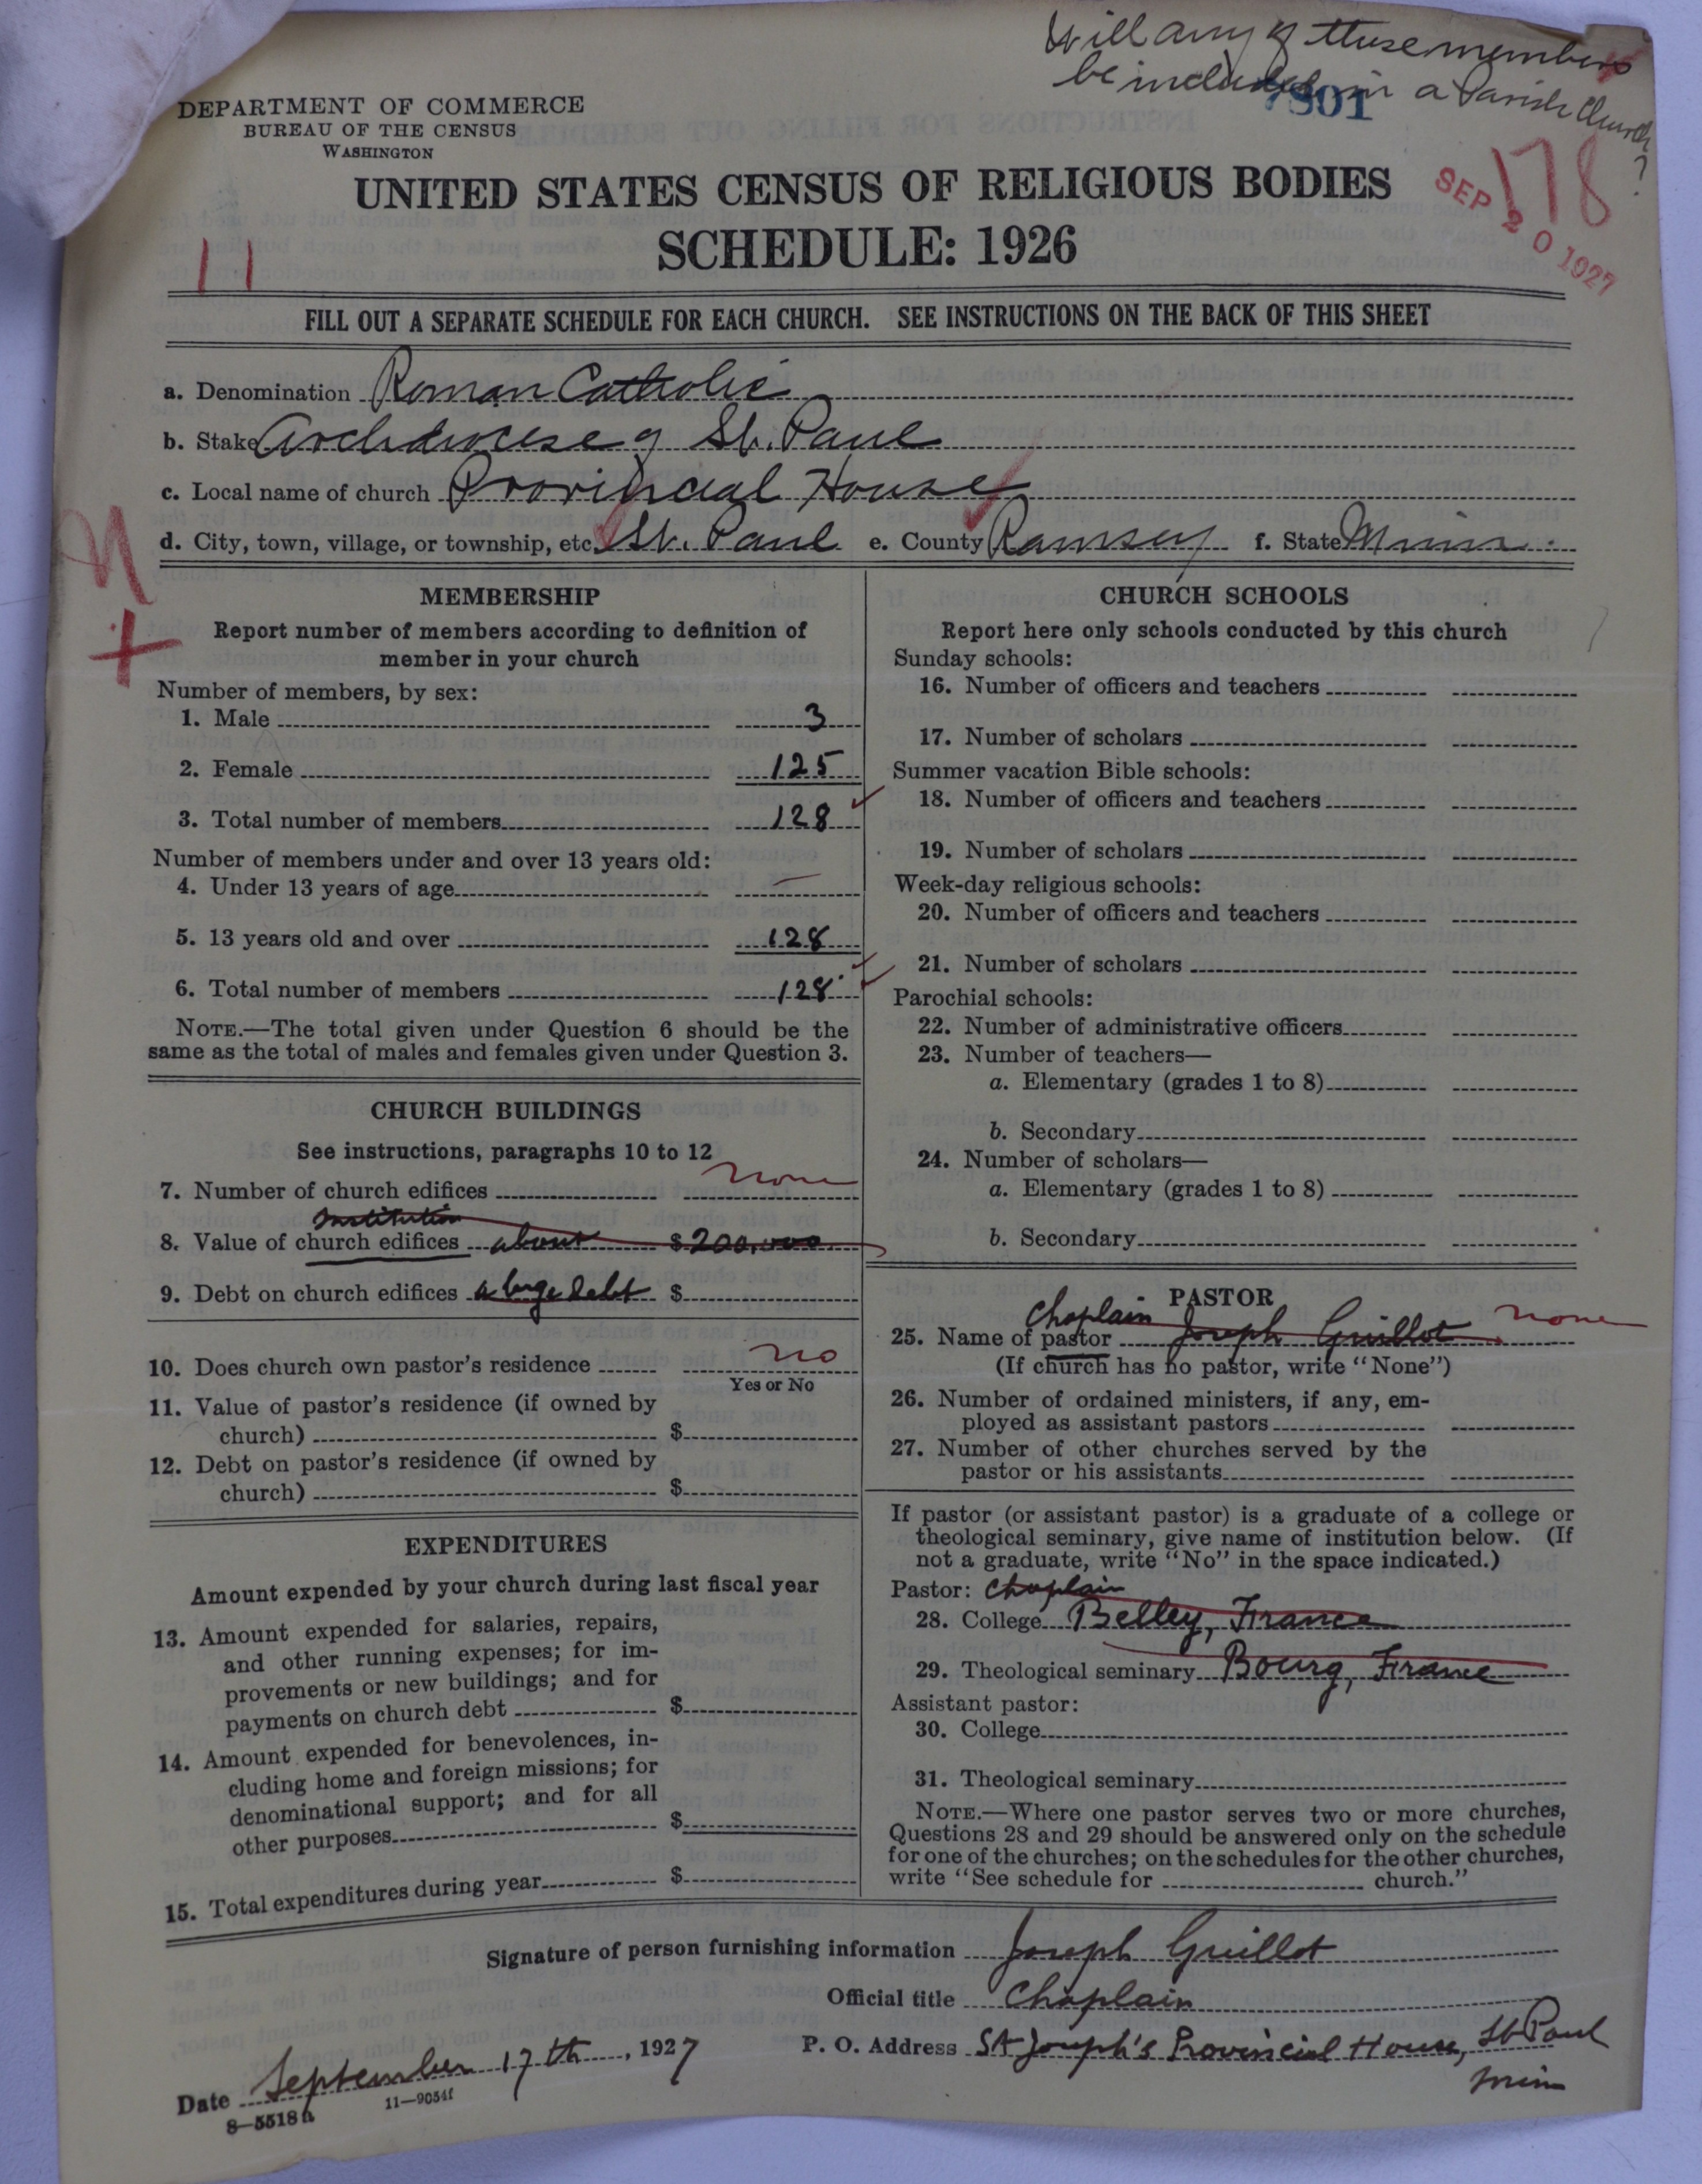 Will any of these members
be included in a Parish Church
?
7801
DEPARTMENT OF COMMERCE
BUREAU OF THE CENSUS
WASHINGTON
178
SEP 20 1927
UNITED STATES CENSUS OF RELIGIOUS BODIES
SCHEDULE: 1926
11
FILL OUT A SEPARATE SCHEDULE FOR EACH CHURCH. SEE INSTRUCTIONS ON THE BACK OF THIS SHEET
a. Denomination Roman Catholic
b. Stake Archdiocese of St. Paul
c. Local name of church Provincial House
d. City, town, village, or township, etc. St. Paul e. County Ramsey f. State Minn.
MEMBERSHIP
Report number of members according to definition of
member in your church
Number of members, by sex:
1. Male 3
2. Female 125
3. Total number of members 128
Number of members under and over 13 years old:
4. Under 13 years of age —
5. 13 years old and over 128
6. Total number of members 128
NOTE.—The total given under Question 6 should be the
same as the total of males and females given under Question 3.
CHURCH BUILDINGS
See instructions, paragraphs 10 to 12
7. Number of church edifices none
Institution
8. Value of church edifices about $ 200,000
9. Debt on church edifices a large debt $
10. Does church own pastor's residence no
Yes or No
11. Value of pastor's residence (if owned by
church) $
12. Debt on pastor's residence (if owned by
church) $
EXPENDITURES
Amount expended by your church during last fiscal year
13. Amount expended for salaries, repairs,
and other running expenses; for im-
provements or new buildings; and for
payments on church debt $
14. Amount expended for benevolences, in-
cluding home and foreign missions; for
denominational support; and for all
other purposes $
15. Total expenditures during year $
CHURCH SCHOOLS
Report here only schools conducted by this church
Sunday schools:
16. Number of officers and teachers
17. Number of scholars
Summer vacation Bible schools:
18. Number of officers and teachers
19. Number of scholars
Week-day religious schools:
20. Number of officers and teachers
21. Number of scholars
Parochial schools:
22. Number of administrative officers
23. Number of teachers—
a. Elementary (grades 1 to 8)
b. Secondary
24. Number of scholars—
a. Elementary (grades 1 to 8)
b. Secondary
PASTOR
Chaplain
25. Name of pastor Joseph Guillot none
(If church has no pastor, write "None")
26. Number of ordained ministers, if any, em-
ployed as assistant pastors
27. Number of other churches served by the
pastor or his assistants
If pastor (or assistant pastor) is a graduate of a college or
theological seminary, give name of institution below. (If
not a graduate, write "No" in the space indicated.)
Pastor: Chaplain
28. College Belley, France
29. Theological seminary Bourg, France
Assistant pastor:
30. College
31. Theological seminary
NOTE.—Where one pastor serves two or more churches,
Questions 28 and 29 should be answered only on the schedule
for one of the churches; on the schedules for the other churches,
write "See schedule for church."
Signature of person furnishing information Joseph Guillot
Official title Chaplain
Date September 17th, 1927 P. O. Address St Joseph's Provincial House, St Paul
Minn
8—5518a 11—9054f